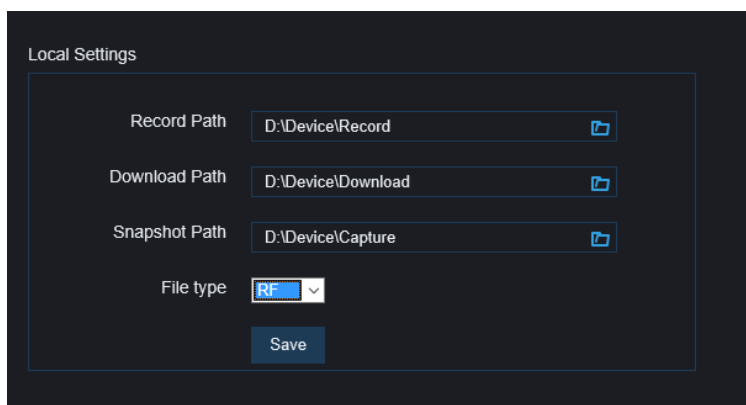 Local Settings
Record Path D:\Device\Record
Download Path D:\Device\Download
Snapshot Path D:\Device\Capture
File type RF
Save